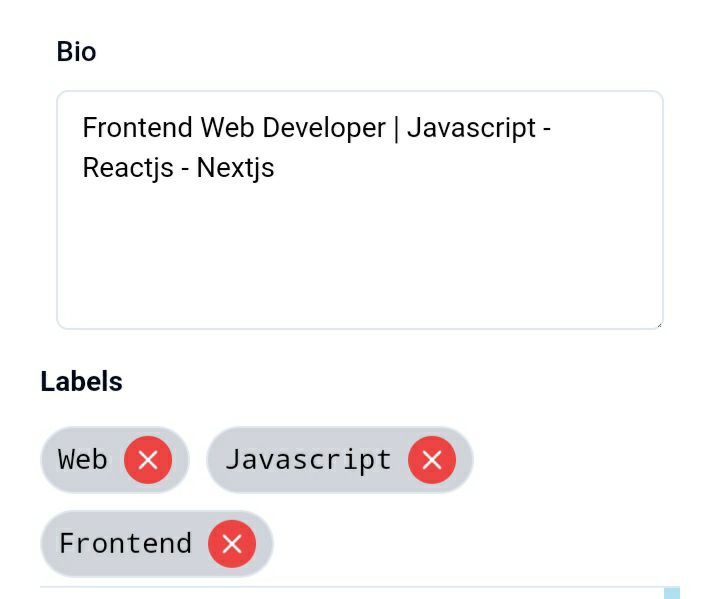 Bio
Frontend Web Developer | Javascript -
Reactjs - Nextjs
Labels
Web
Javascript
Frontend